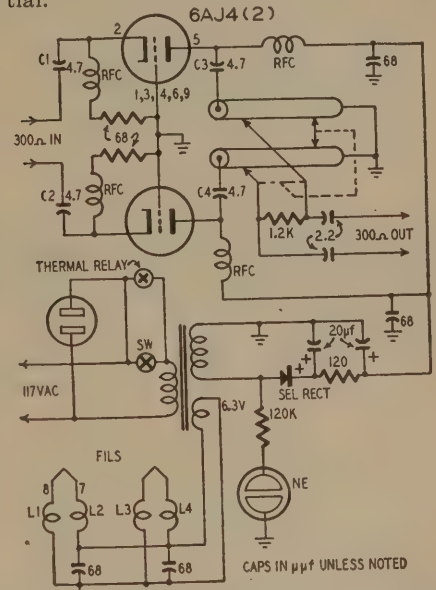 tial.
6AJ4(2)
2
5
C1
4.7
RFC
1,3,4,6,9
C3
4.7
RFC
68
300Ω IN
68
C2
4.7
RFC
C4
4.7
1.2K
2.2
300Ω OUT
RFC
THERMAL RELAY
68
SW
20μf
+
+
+
120
SEL RECT
117VAC
6.3V
120K
FILS
8
7
NE
L1
L2
L3
L4
68
68
CAPS IN μμf UNLESS NOTED